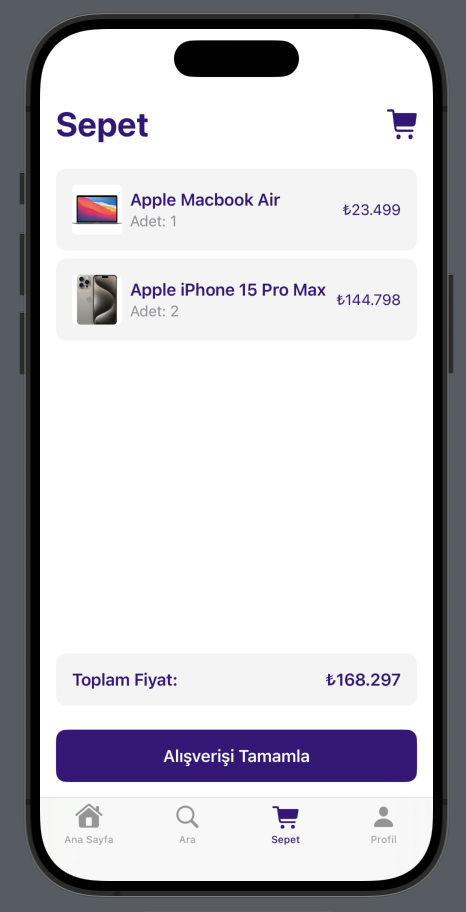 Sepet
Apple Macbook Air
Adet: 1
₺23.499
Apple iPhone 15 Pro Max
Adet: 2
₺144.798
Toplam Fiyat:
₺168.297
Alışverişi Tamamla
Ana Sayfa
Ara
Sepet
Profil